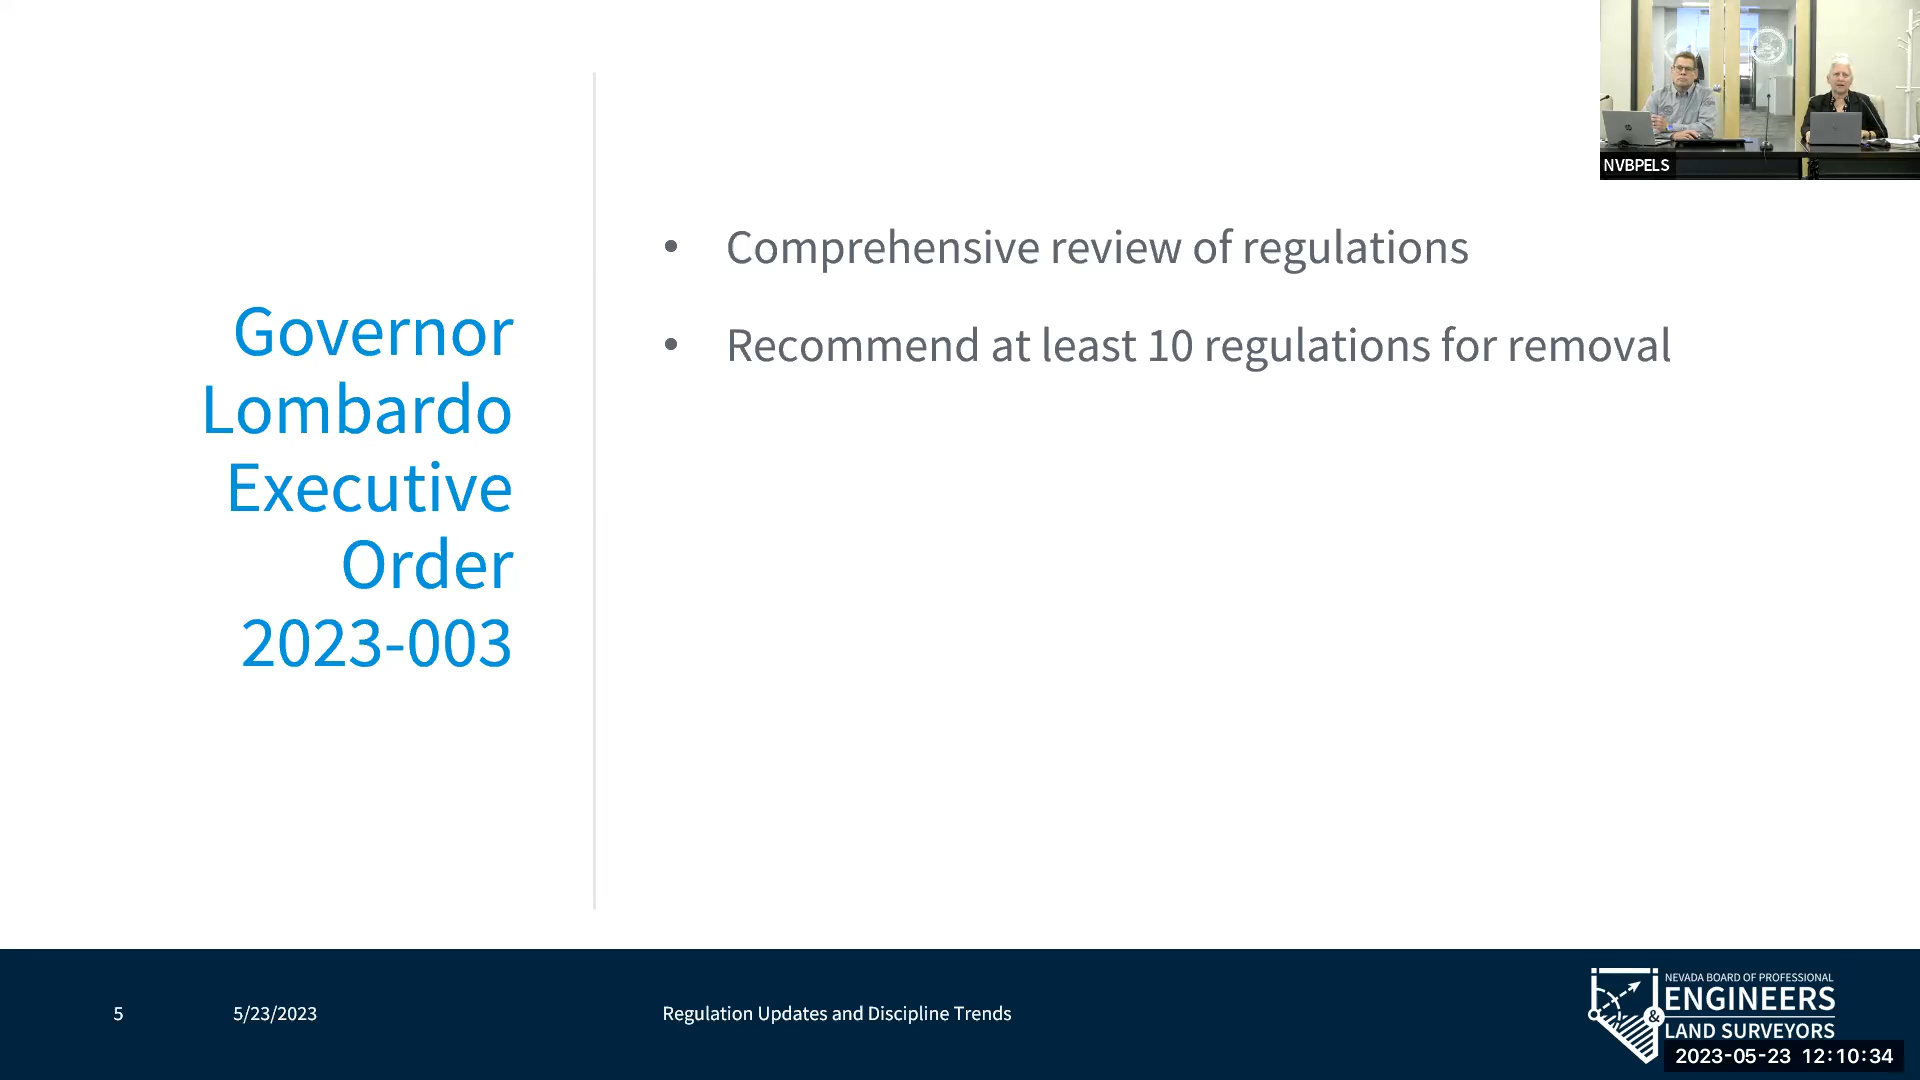 NVBPELS
Governor
Lombardo
Executive
Order
2023-003
• Comprehensive review of regulations
• Recommend at least 10 regulations for removal
5
5/23/2023
Regulation Updates and Discipline Trends
NEVADA BOARD OF PROFESSIONAL
ENGINEERS
&
LAND SURVEYORS
2023-05-23 12:10:34